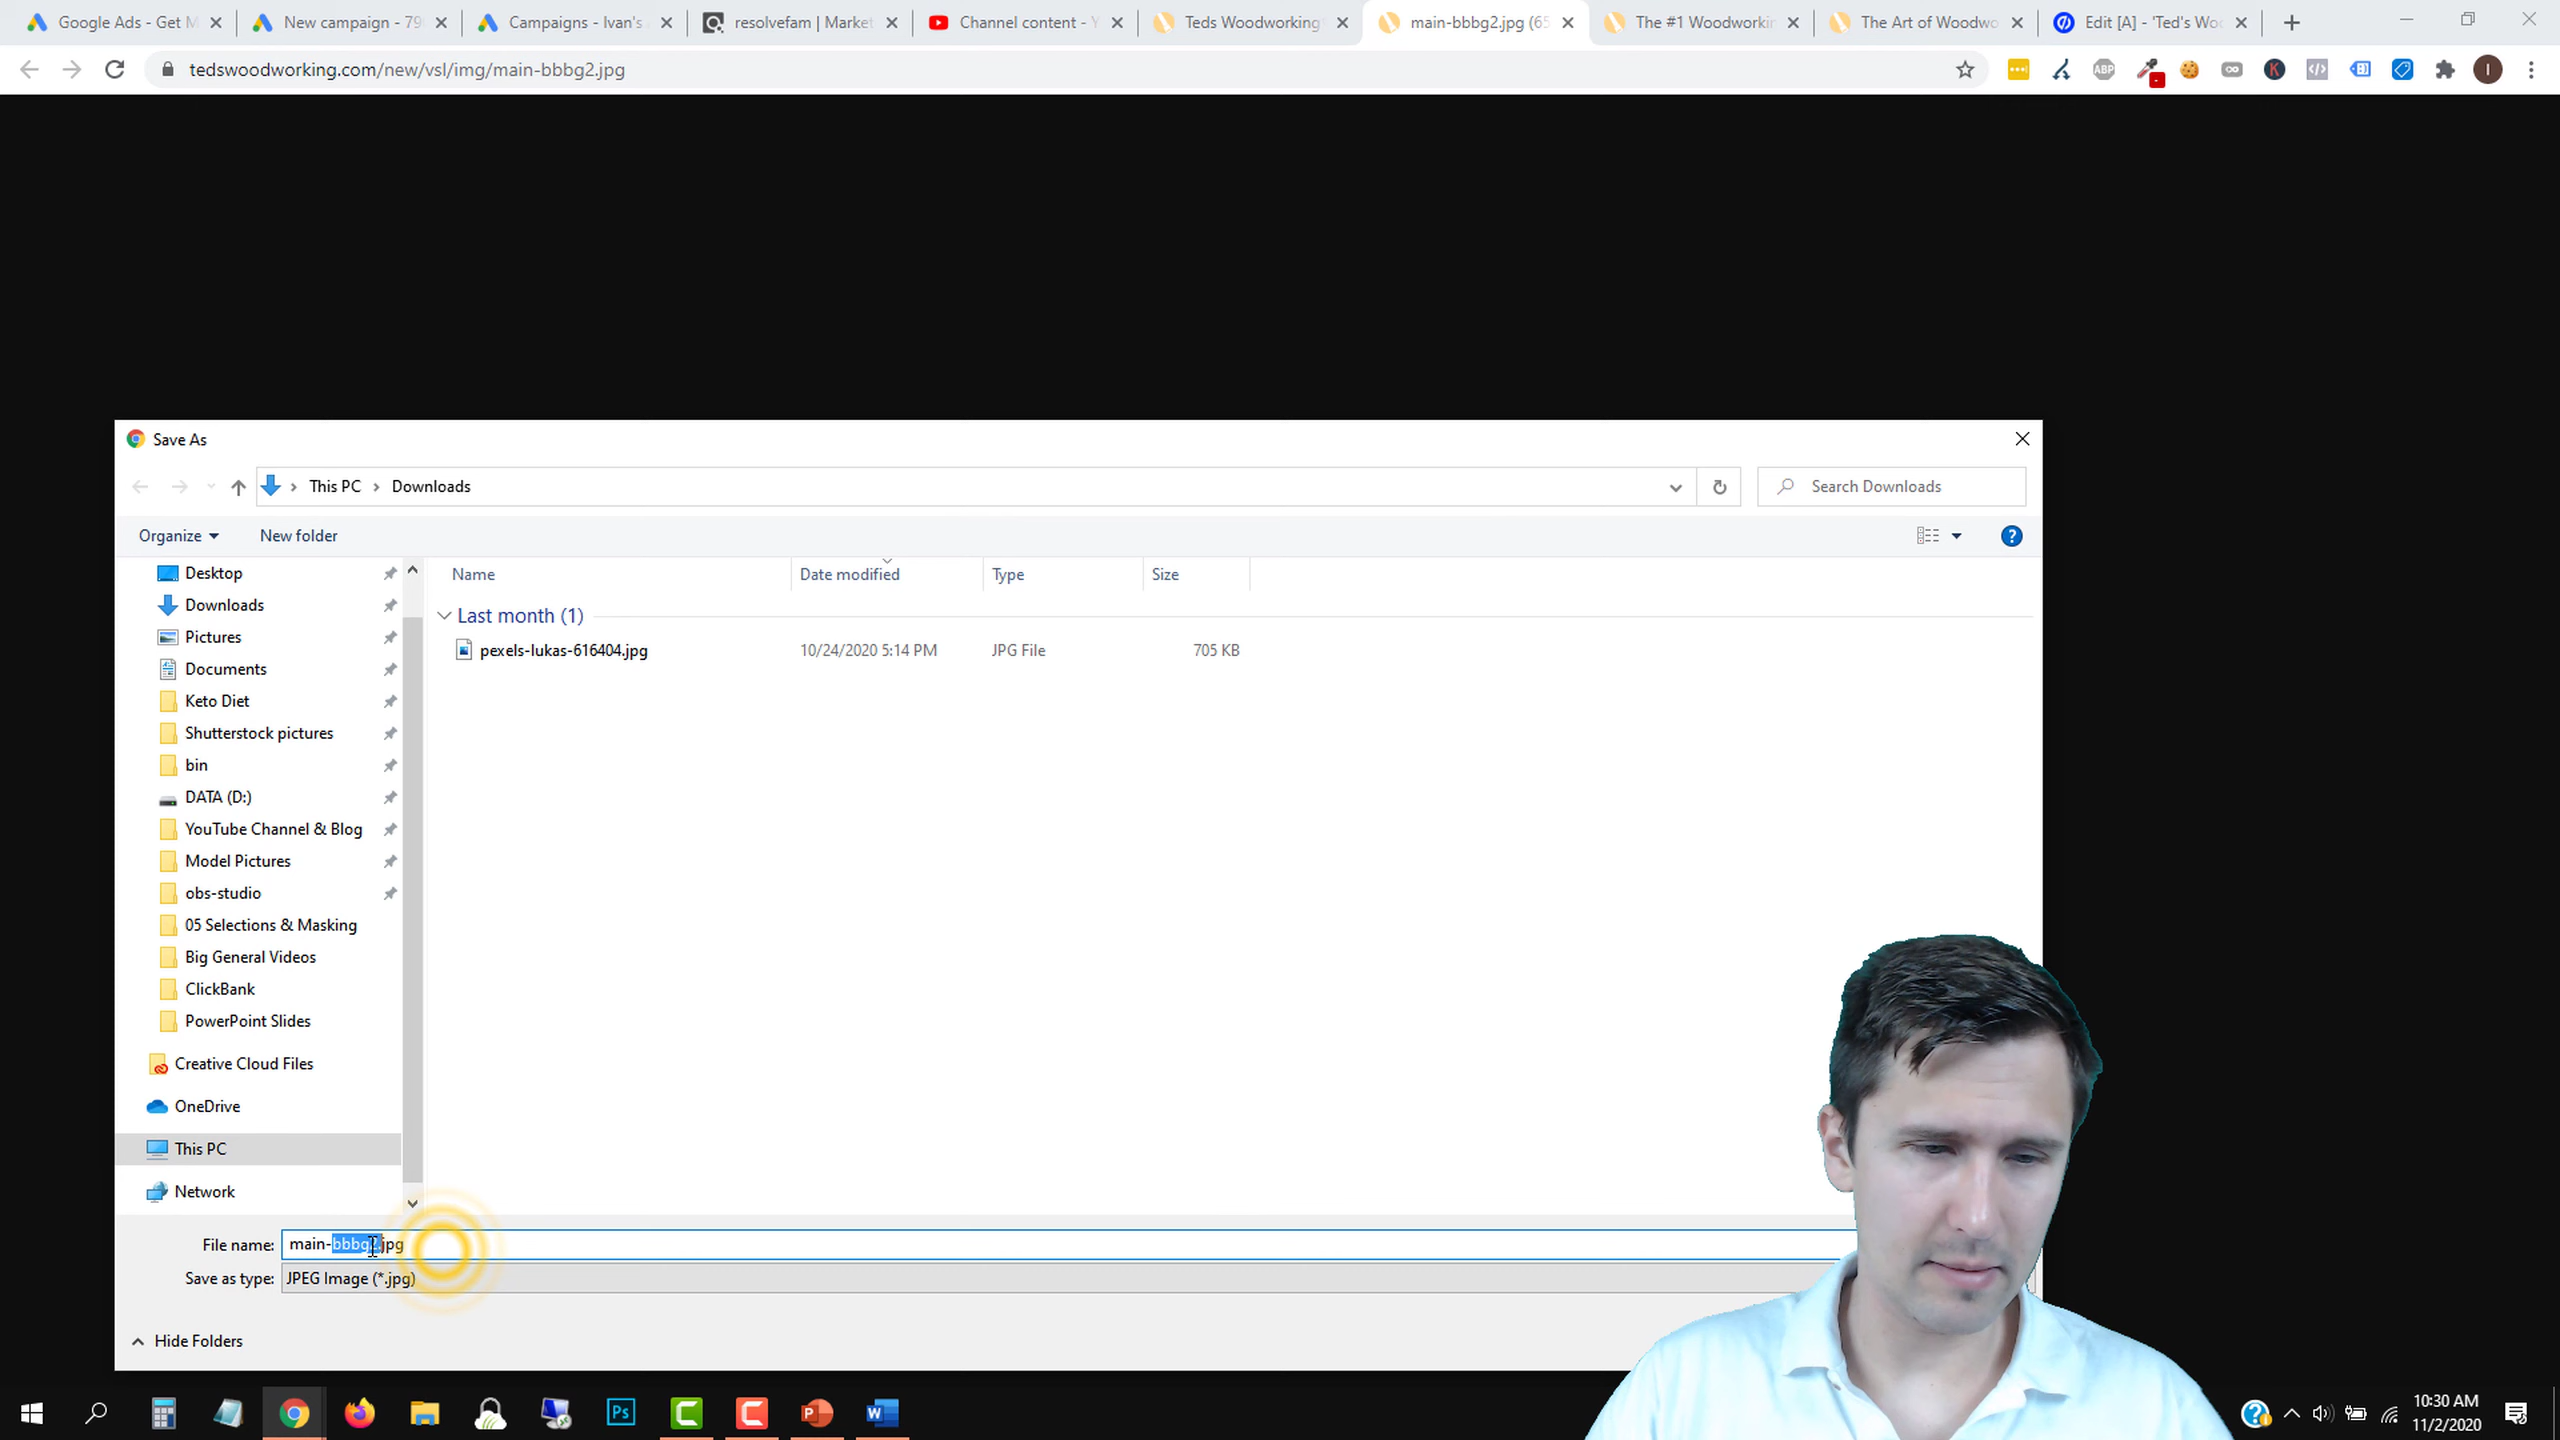 Google Ads - Get M
New campaign - 79
Campaigns - Ivan's
resolvefam | Market
Channel content - Y
Teds Woodworking
main-bbbg2.jpg (65
The #1 Woodworkin
The Art of Woodwo
Edit [A] - 'Ted's Wo
tedswoodworking.com/new/vsl/img/main-bbbg2.jpg
ABP
K
I
Save As
This PC
Downloads
Search Downloads
Organize
New folder
Name
Date modified
Type
Size
Last month (1)
pexels-lukas-616404.jpg
10/24/2020 5:14 PM
JPG File
705 KB
Desktop
Downloads
Pictures
Documents
Keto Diet
Shutterstock pictures
bin
DATA (D:)
YouTube Channel & Blog
Model Pictures
obs-studio
05 Selections & Masking
Big General Videos
ClickBank
PowerPoint Slides
Creative Cloud Files
OneDrive
This PC
Network
File name:
main-bbbg2.jpg
Save as type:
JPEG Image (*.jpg)
Hide Folders
Ps
10:30 AM
11/2/2020